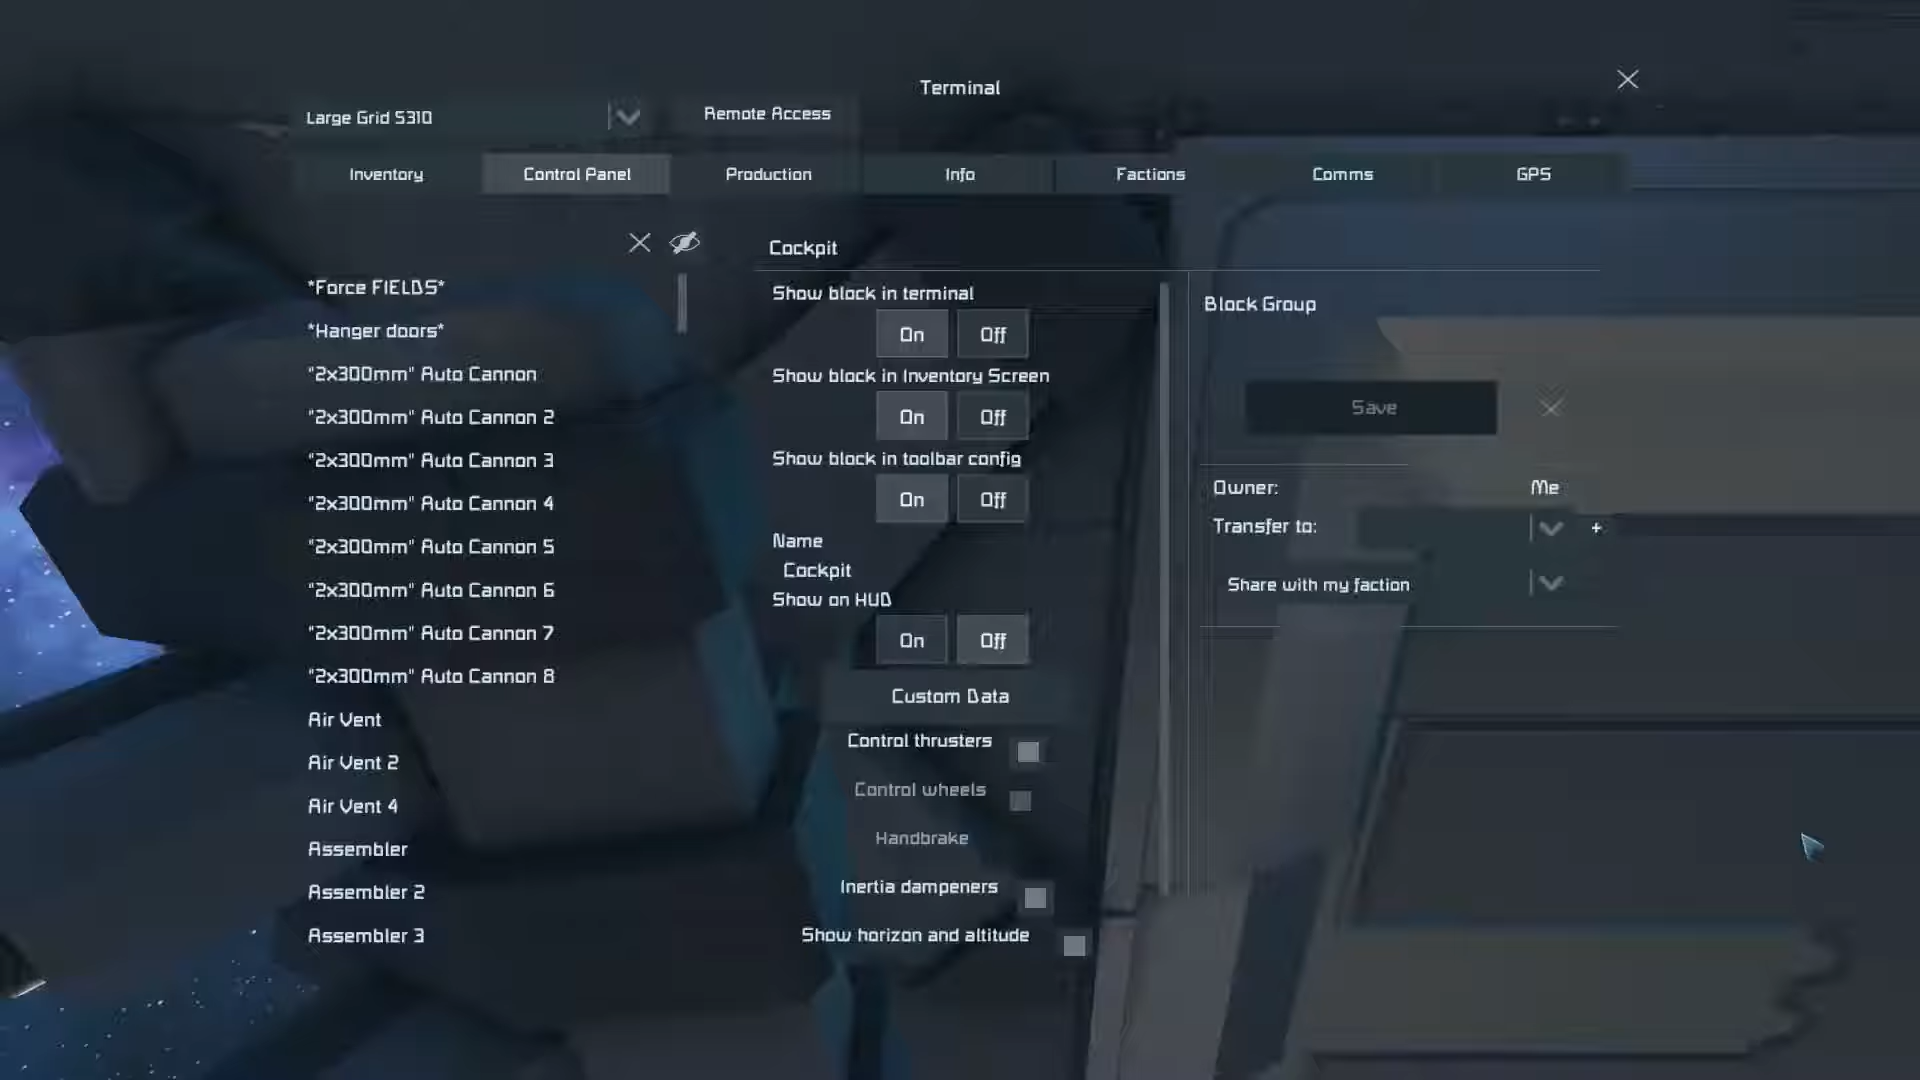 Terminal
Large Grid 5310
Remote Access
Inventory
Control Panel
Production
Info
Factions
Comms
GPS
*Force FIELDS*
*Hanger doors*
"2x300mm" Auto Cannon
"2x300mm" Auto Cannon 2
"2x300mm" Auto Cannon 3
"2x300mm" Auto Cannon 4
"2x300mm" Auto Cannon 5
"2x300mm" Auto Cannon 6
"2x300mm" Auto Cannon 7
"2x300mm" Auto Cannon 8
Air Vent
Air Vent 2
Air Vent 4
Assembler
Assembler 2
Assembler 3
Cockpit
Show block in terminal
On Off
Show block in Inventory Screen
On Off
Show block in toolbar config
On Off
Name
Cockpit
Show on HUD
On Off
Custom Data
Control thrusters
Control wheels
Handbrake
Inertia dampeners
Show horizon and altitude
Block Group
Save
Owner: Me
Transfer to:
Share with my faction